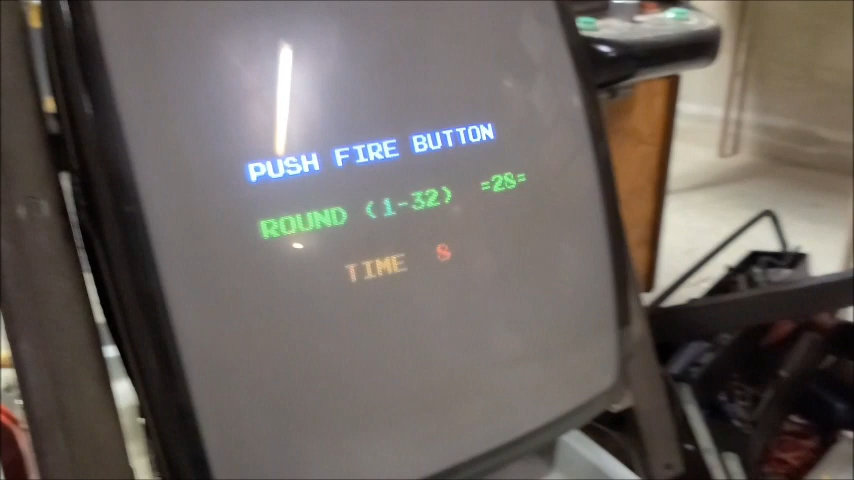 PUSH FIRE BUTTON
ROUND (1-32) =28=
TIME 8